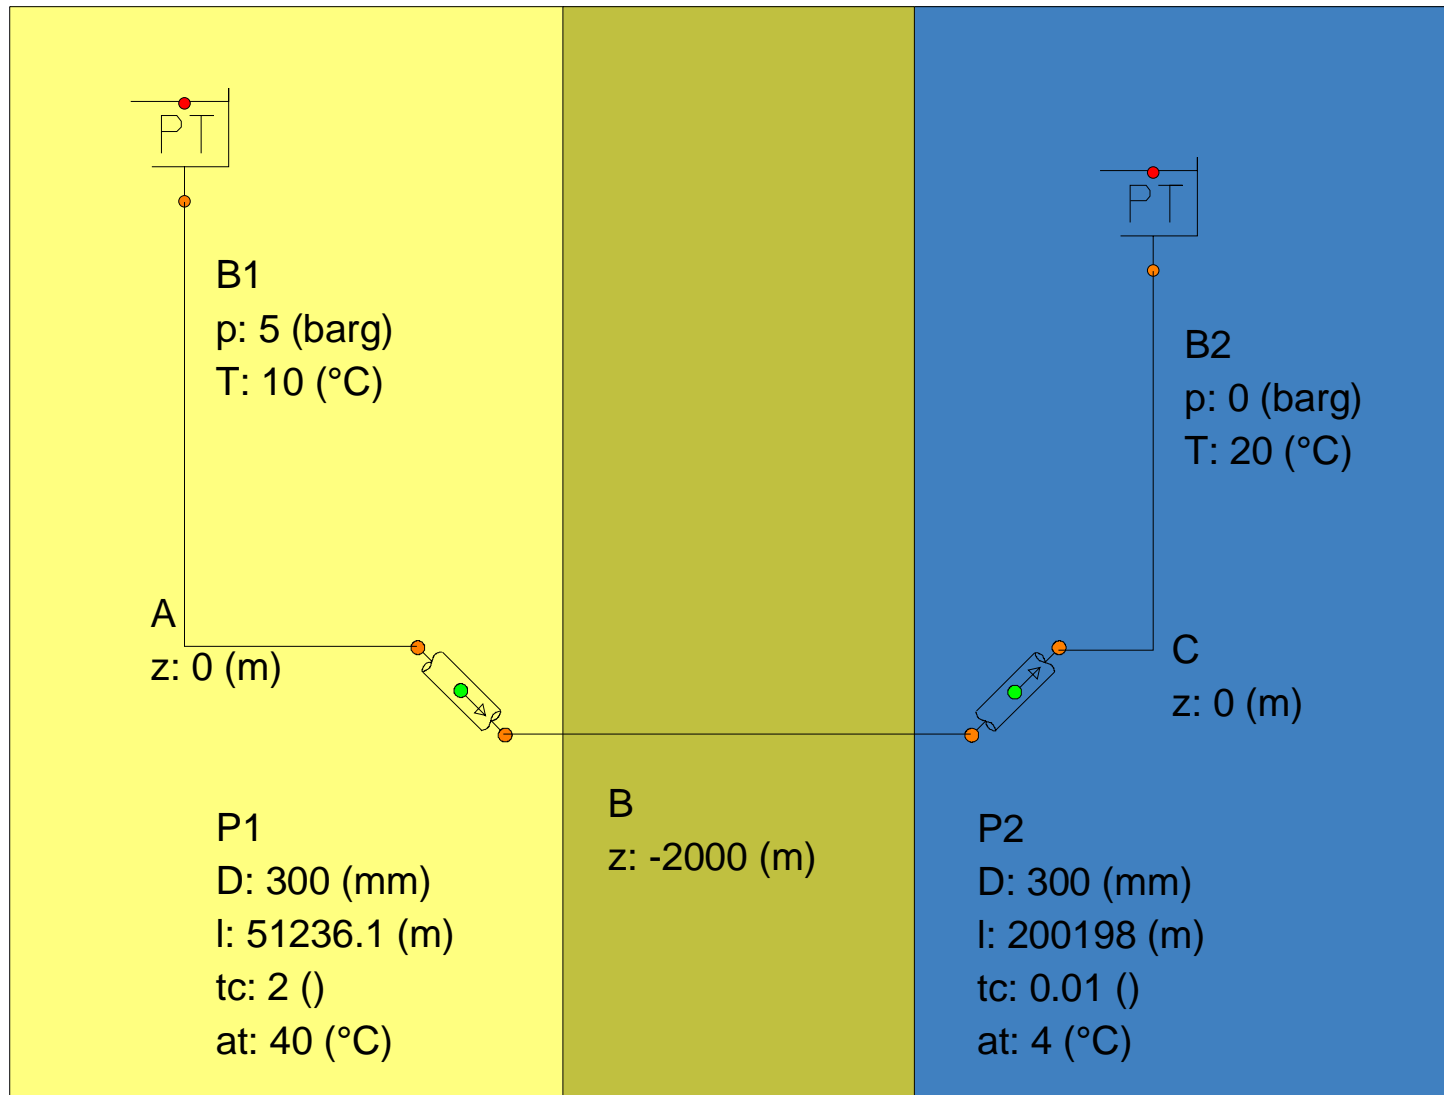 PT
B1
p: 5 (barg)
T: 10 (°C)
PT
B2
p: 0 (barg)
T: 20 (°C)
A
z: 0 (m)
C
z: 0 (m)
B
z: -2000 (m)
P1
D: 300 (mm)
l: 51236.1 (m)
tc: 2 ()
at: 40 (°C)
P2
D: 300 (mm)
l: 200198 (m)
tc: 0.01 ()
at: 4 (°C)